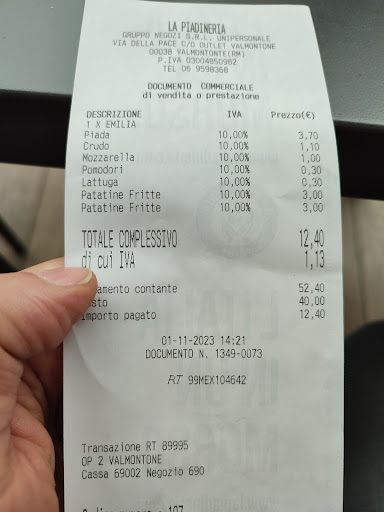 LA PIADINERIA
GRUPPO NEGOZI S.R.L. UNIPERSONALE
VIA DELLA PACE C/O OUTLET VALMONTONE
00038 VALMONTONTE(RM)
P.IVA 03004850982
TEL 06 9598368
DOCUMENTO COMMERCIALE
di vendita o prestazione
DESCRIZIONE IVA Prezzo(€)
1 X EMILIA
Piada 10,00% 3,70
Crudo 10,00% 1,10
Mozzarella 10,00% 1,00
Pomodori 10,00% 0,30
Lattuga 10,00% 0,30
Patatine Fritte 10,00% 3,00
Patatine Fritte 10,00% 3,00
TOTALE COMPLESSIVO 12,40
di cui IVA 1,13
amento contante 52,40
sto 40,00
Importo pagato 12,40
01-11-2023 14:21
DOCUMENTO N. 1349-0073
RT 99MEX104642
Transazione RT 89995
OP 2 VALMONTONE
Cassa 69002 Negozio 690